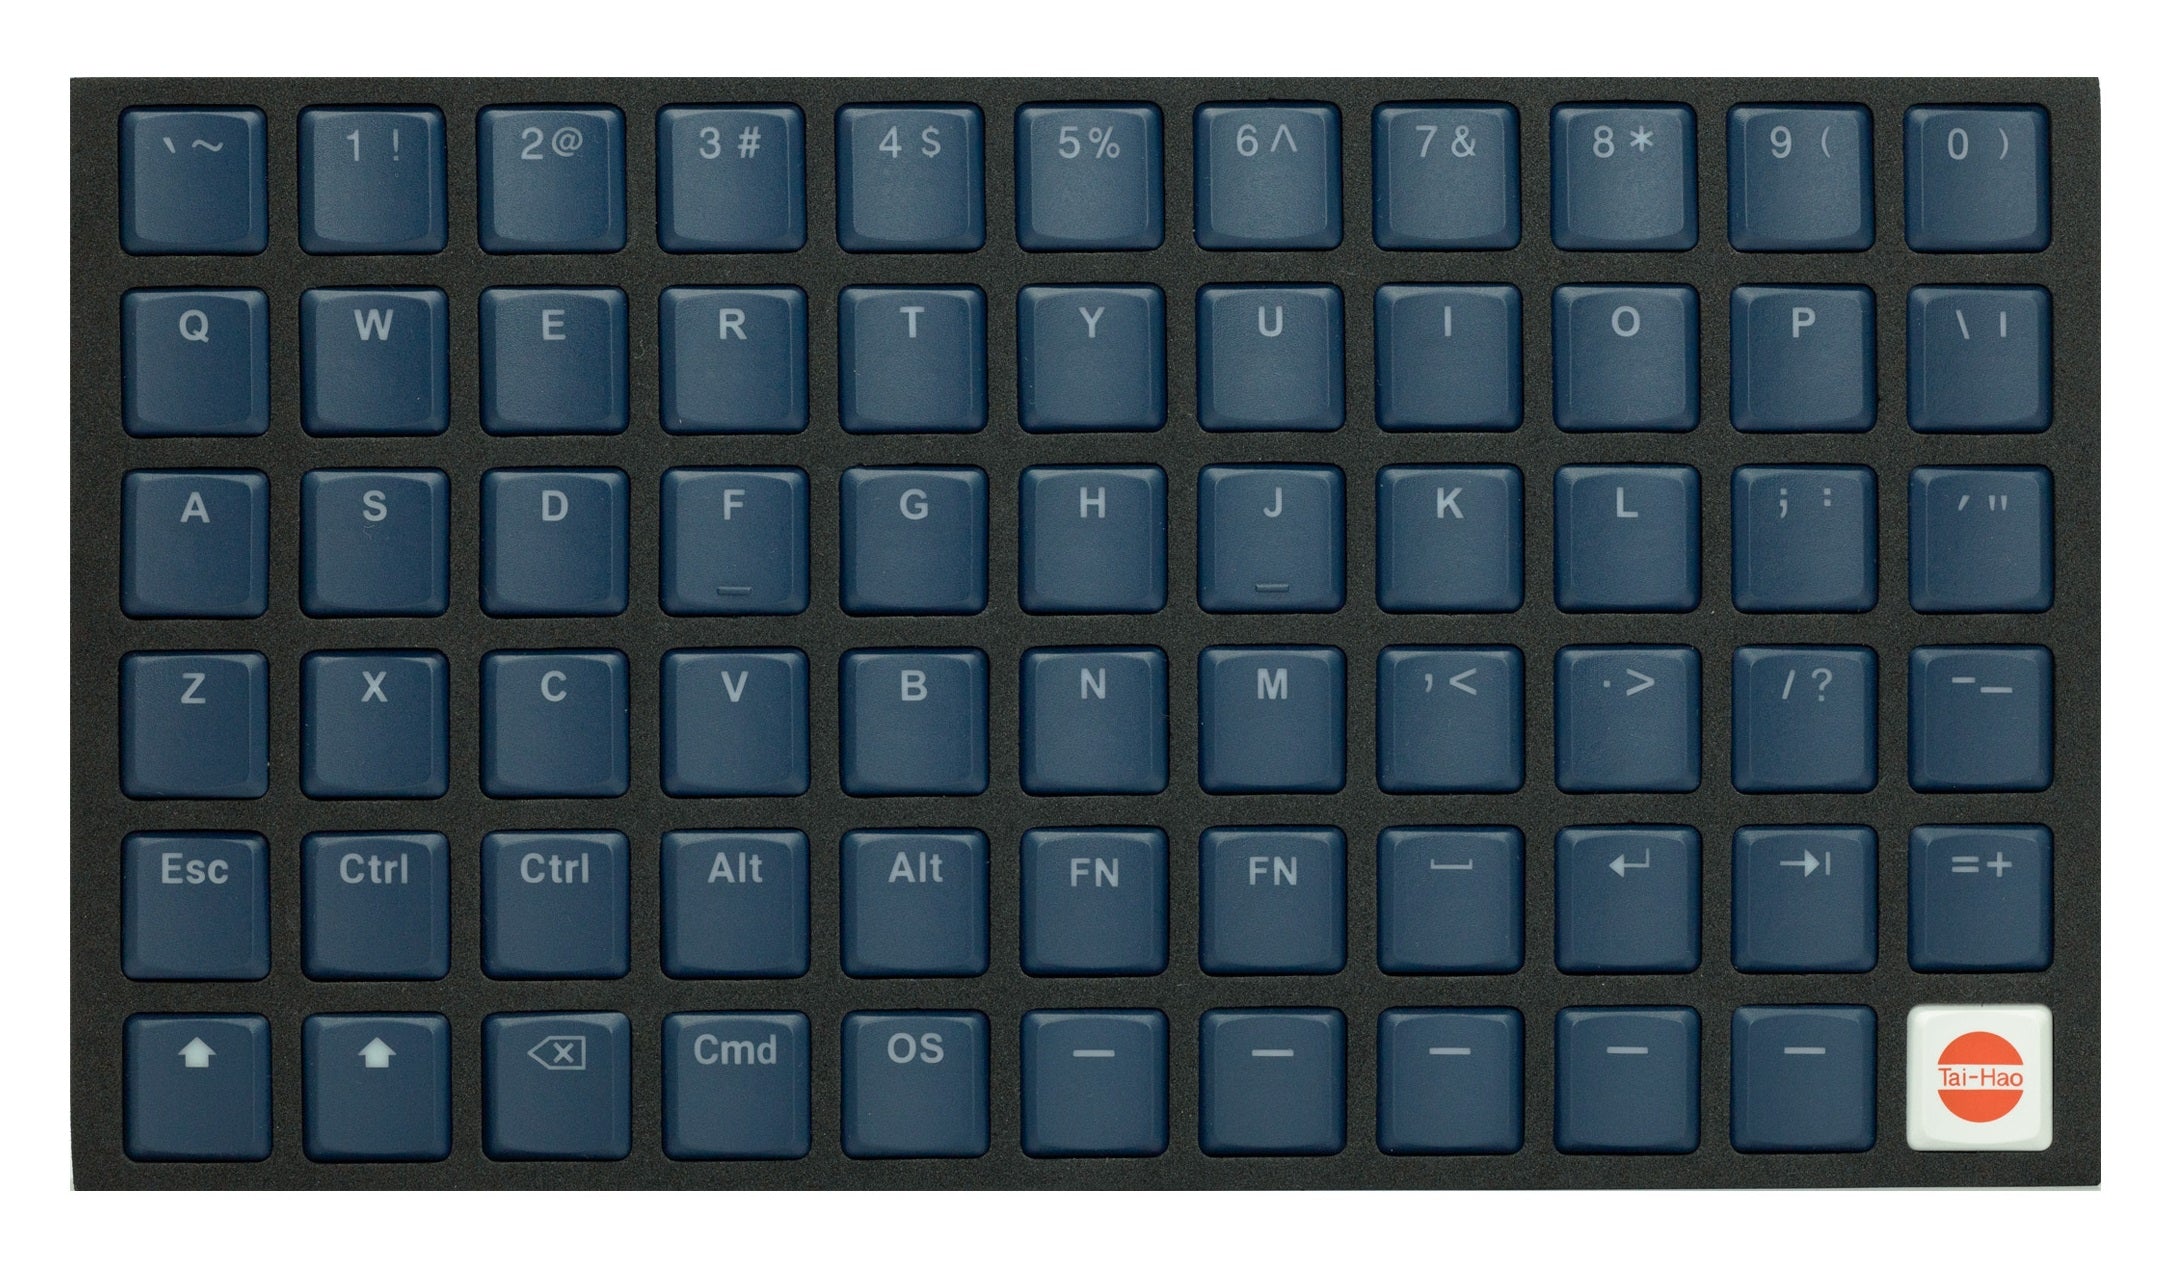 ` ~ 1 ! 2 @ 3 # 4 $ 5 % 6 ^ 7 & 8 * 9 ( 0 )
Q W E R T Y U I O P \ |
A S D F G H J K L ; : ' "
Z X C V B N M , < . > / ? - _
Esc Ctrl Ctrl Alt Alt FN FN ⎵ ↵ ⇥ = +
⬆ ⬆ ⌫ Cmd OS — — — — — Tai-Hao